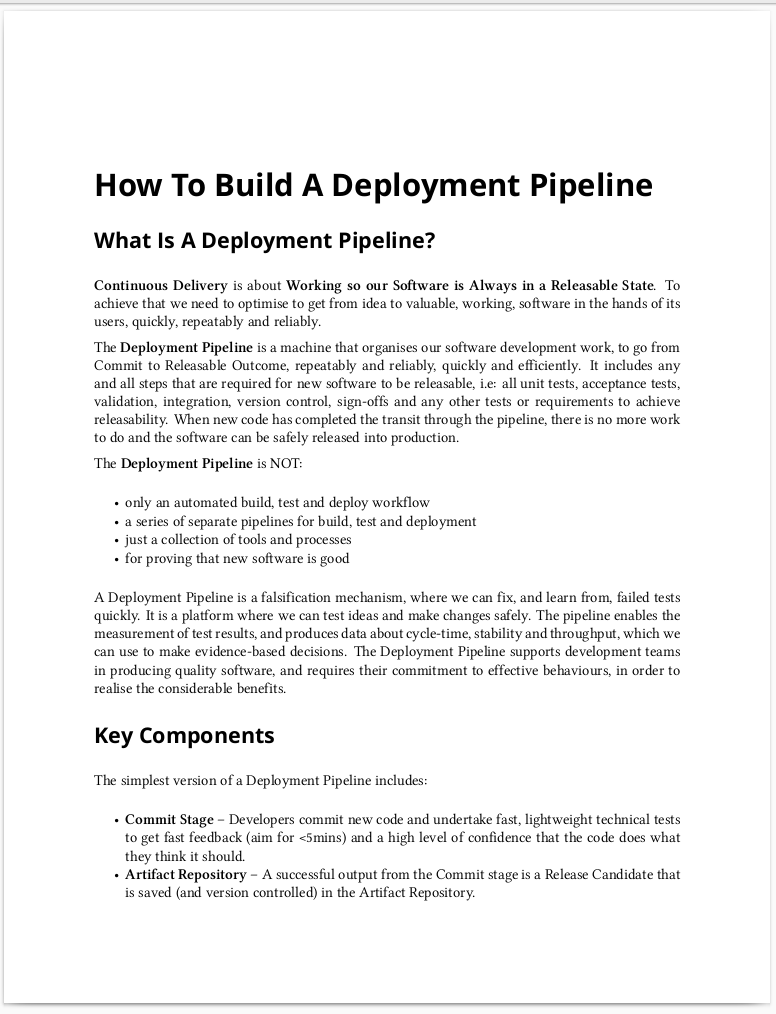 How To Build A Deployment Pipeline
What Is A Deployment Pipeline?
Continuous Delivery is about Working so our Software is Always in a Releasable State. To
achieve that we need to optimise to get from idea to valuable, working, software in the hands of its
users, quickly, repeatably and reliably.
The Deployment Pipeline is a machine that organises our software development work, to go from
Commit to Releasable Outcome, repeatably and reliably, quickly and efficiently. It includes any
and all steps that are required for new software to be releasable, i.e: all unit tests, acceptance tests,
validation, integration, version control, sign-offs and any other tests or requirements to achieve
releasability. When new code has completed the transit through the pipeline, there is no more work
to do and the software can be safely released into production.
The Deployment Pipeline is NOT:
• only an automated build, test and deploy workflow
• a series of separate pipelines for build, test and deployment
• just a collection of tools and processes
• for proving that new software is good
A Deployment Pipeline is a falsification mechanism, where we can fix, and learn from, failed tests
quickly. It is a platform where we can test ideas and make changes safely. The pipeline enables the
measurement of test results, and produces data about cycle-time, stability and throughput, which we
can use to make evidence-based decisions. The Deployment Pipeline supports development teams
in producing quality software, and requires their commitment to effective behaviours, in order to
realise the considerable benefits.
Key Components
The simplest version of a Deployment Pipeline includes:
• Commit Stage – Developers commit new code and undertake fast, lightweight technical tests
to get fast feedback (aim for <5mins) and a high level of confidence that the code does what
they think it should.
• Artifact Repository – A successful output from the Commit stage is a Release Candidate that
is saved (and version controlled) in the Artifact Repository.